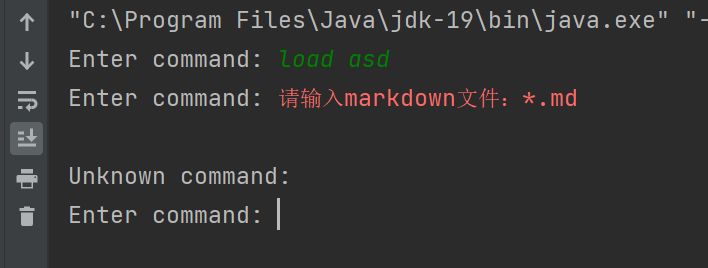 "C:\Program Files\Java\jdk-19\bin\java.exe" "-
Enter command: load asd
Enter command: 请输入markdown文件：*.md
Unknown command:
Enter command: